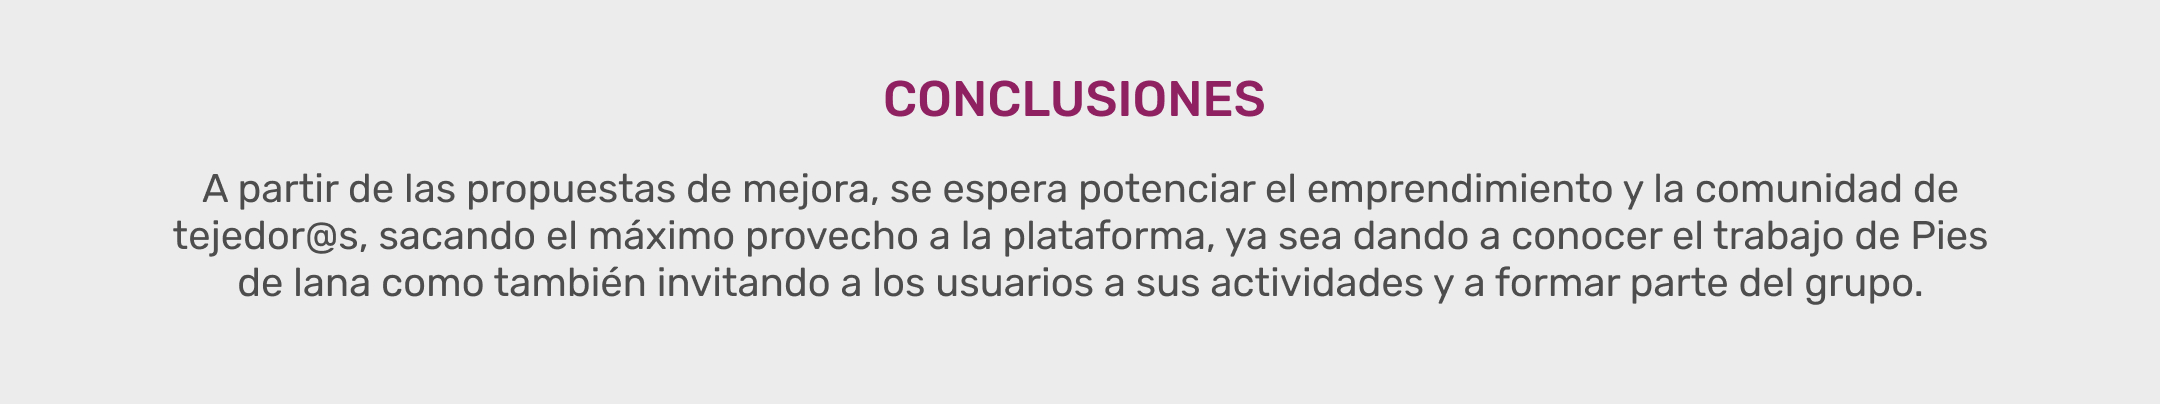 CONCLUSIONES
A partir de las propuestas de mejora, se espera potenciar el emprendimiento y la comunidad de
tejedor@s, sacando el máximo provecho a la plataforma, ya sea dando a conocer el trabajo de Pies
de lana como también invitando a los usuarios a sus actividades y a formar parte del grupo.